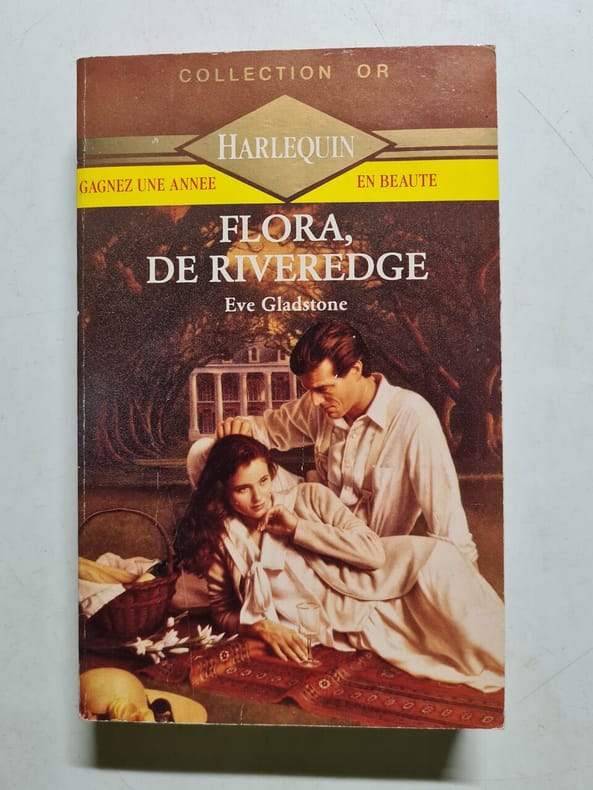 COLLECTION OR
HARLEQUIN
GAGNEZ UNE ANNEE EN BEAUTE
FLORA,
DE RIVEREDGE
Eve Gladstone